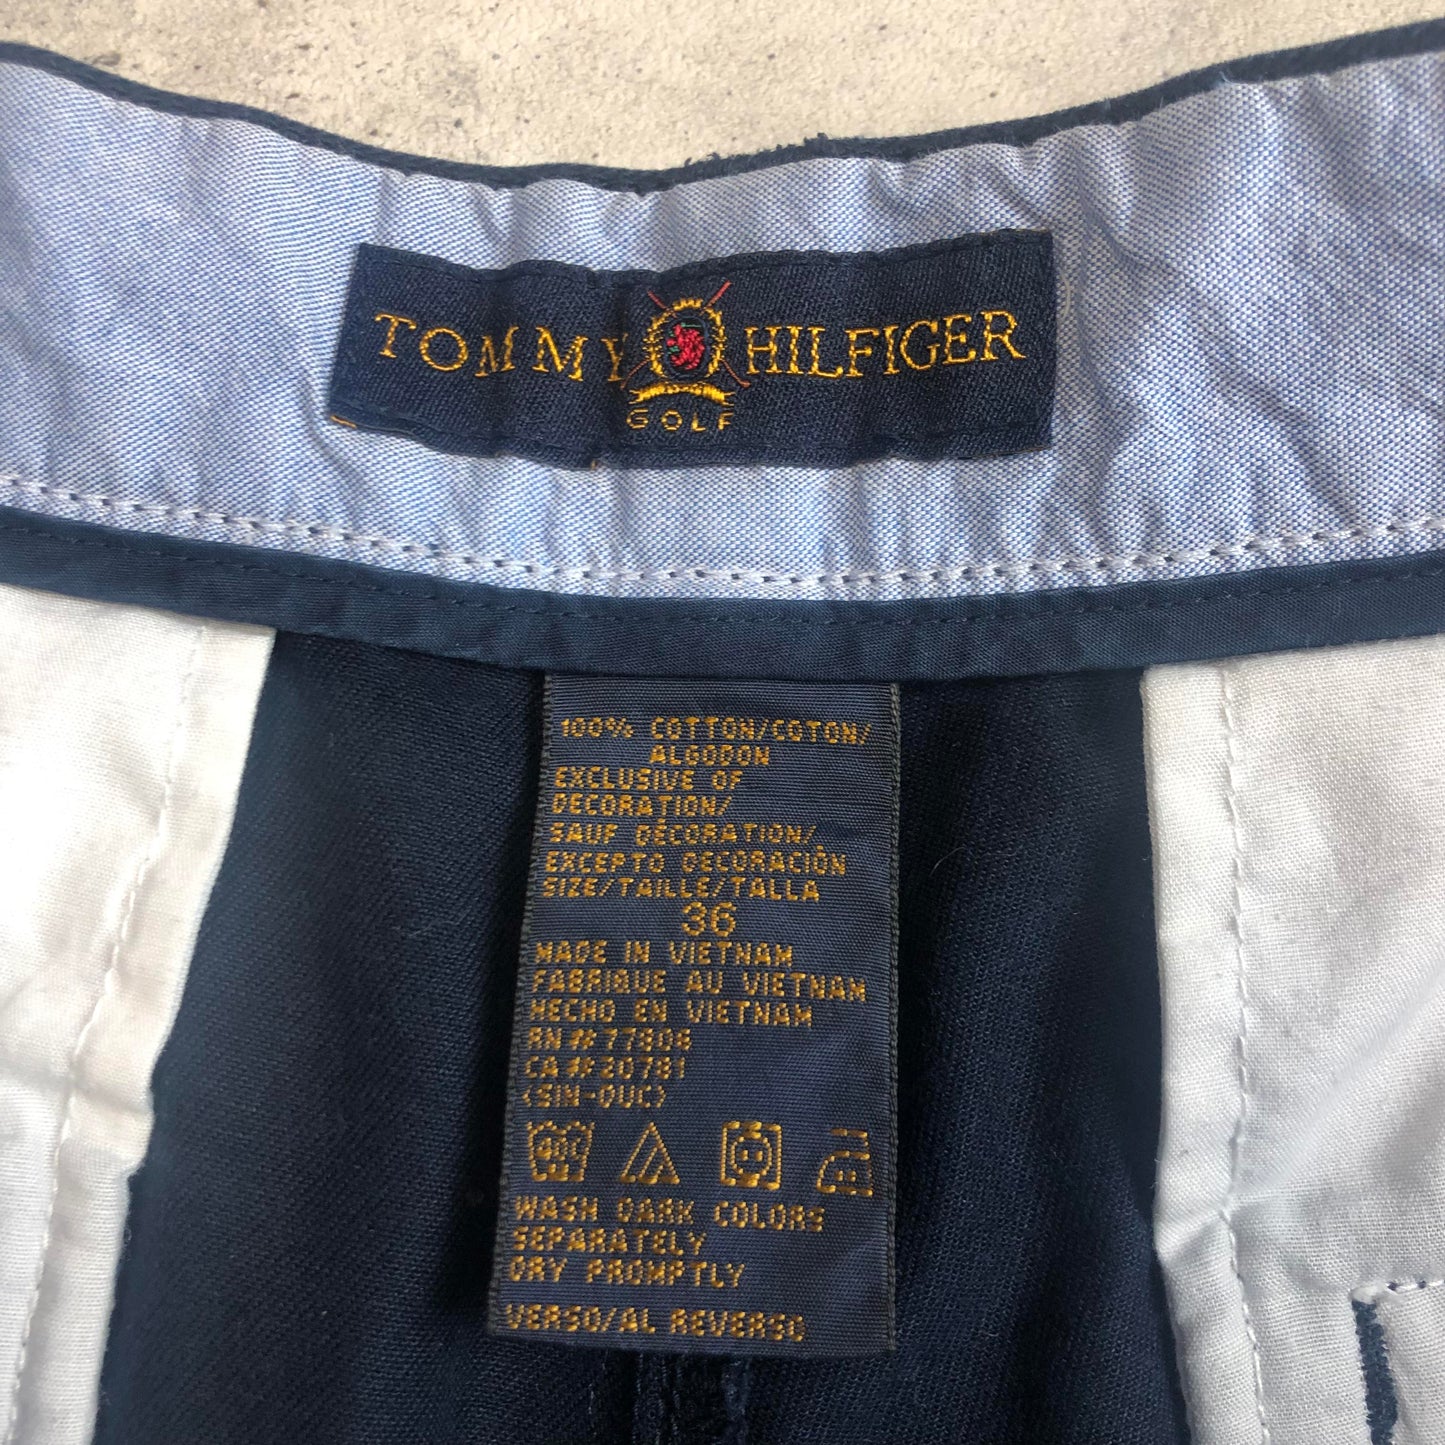 TOMMY HILFIGER
GOLF
100% COTTON/COTON/
ALGODON
EXCLUSIVE OF
DECORATION/
SAUF DÉCORATION/
EXCEPTO DECORACIÓN
SIZE/TAILLE/TALLA
36
MADE IN VIETNAM
FABRIQUE AU VIETNAM
HECHO EN VIETNAM
RN#77806
CA#20781
(SIN-OUC)
40C
WASH DARK COLORS
SEPARATELY
DRY PROMPTLY
VERSO/AL REVERSO